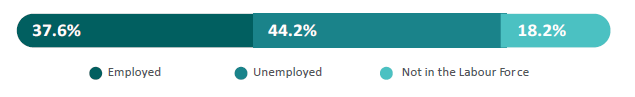 37.6% 44.2% 18.2%
Employed Unemployed Not in the Labour Force